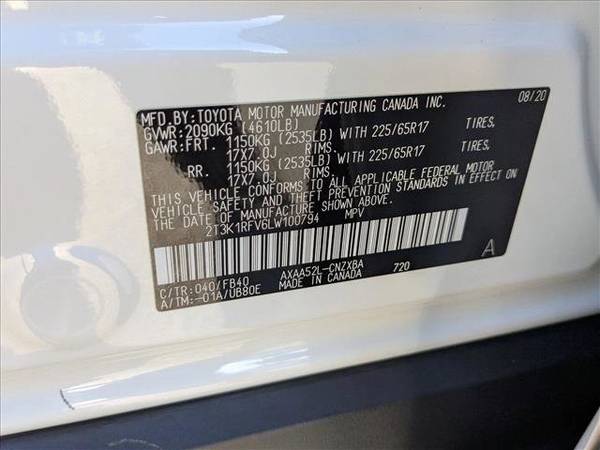 MFD.BY:TOYOTA MOTOR MANUFACTURING CANADA INC. 08/20
GVWR:2090KG (4610LB)
GAWR:FRT. 1150KG (2535LB) WITH 225/65R17 TIRES.
17X7.0J RIMS.
RR. 1150KG (2535LB) WITH 225/65R17 TIRES.
17X7.0J RIMS.
THIS VEHICLE CONFORMS TO ALL APPLICABLE FEDERAL MOTOR
VEHICLE SAFETY AND THEFT PREVENTION STANDARDS IN EFFECT ON
THE DATE OF MANUFACTURE SHOWN ABOVE.
2T3K1RFV6LW100794 MPV
A
C/TR:040/FB40 AXAA52L-CNZXBA 720
A/TM:-01A/UB80E MADE IN CANADA